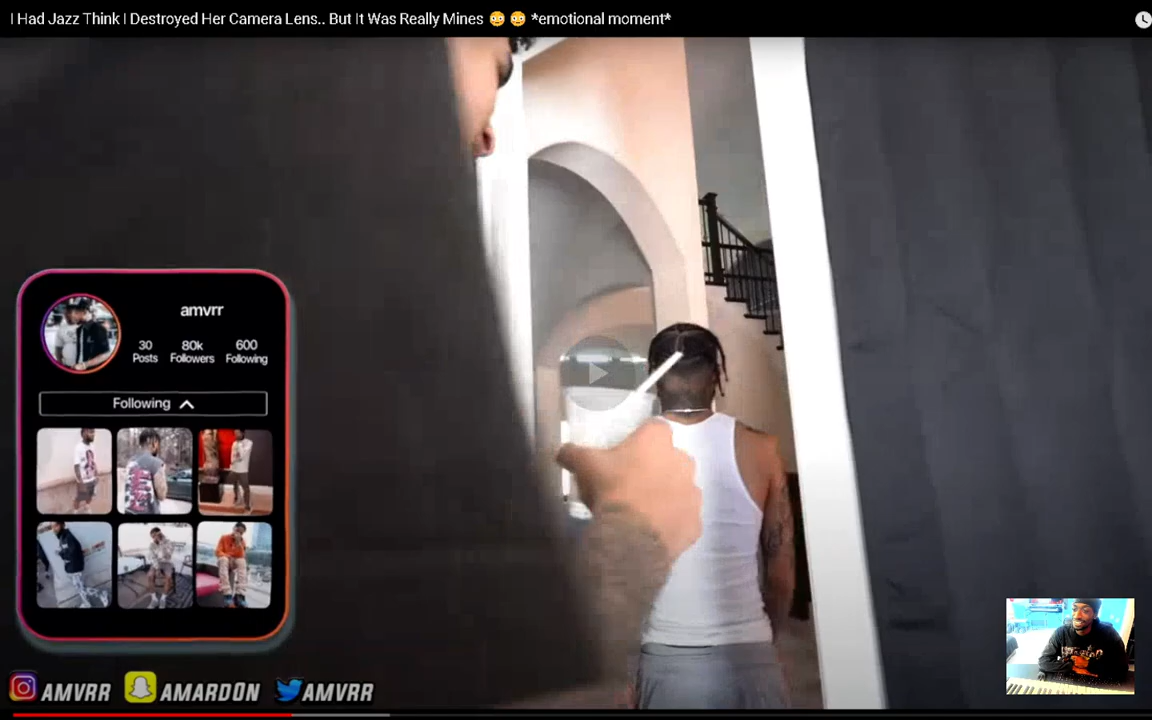 I Had Jazz Think I Destroyed Her Camera Lens.. But It Was Really Mines 😳 😳 *emotional moment*
amvrr
30 80k 600
Posts Followers Following
Following
AMVRR AMARD0N AMVRR